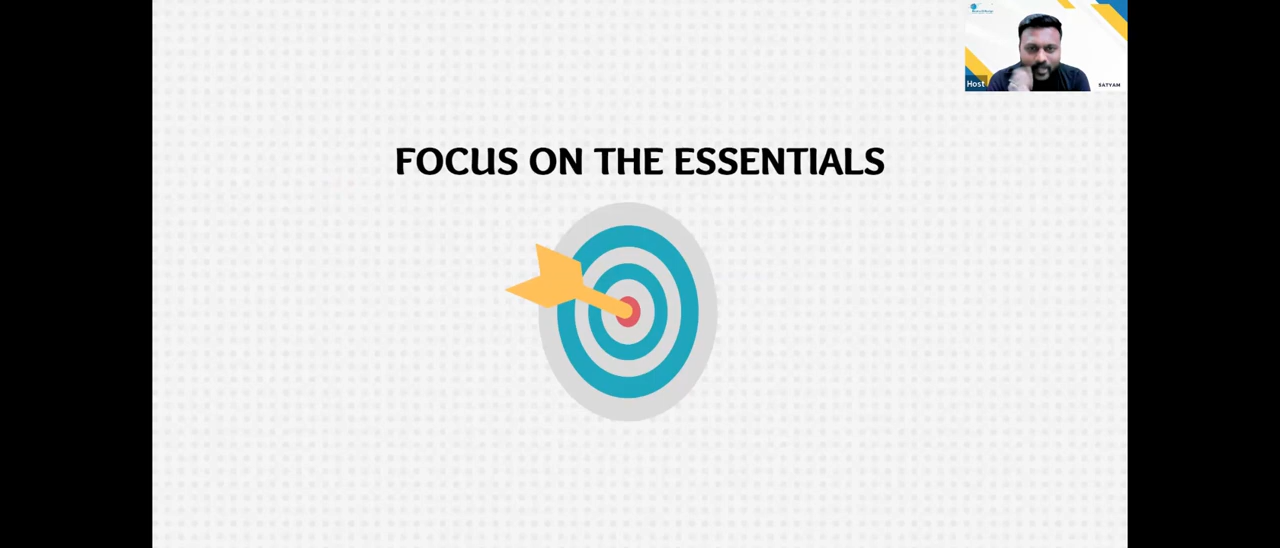 FOCUS ON THE ESSENTIALS
Host
SATYAM